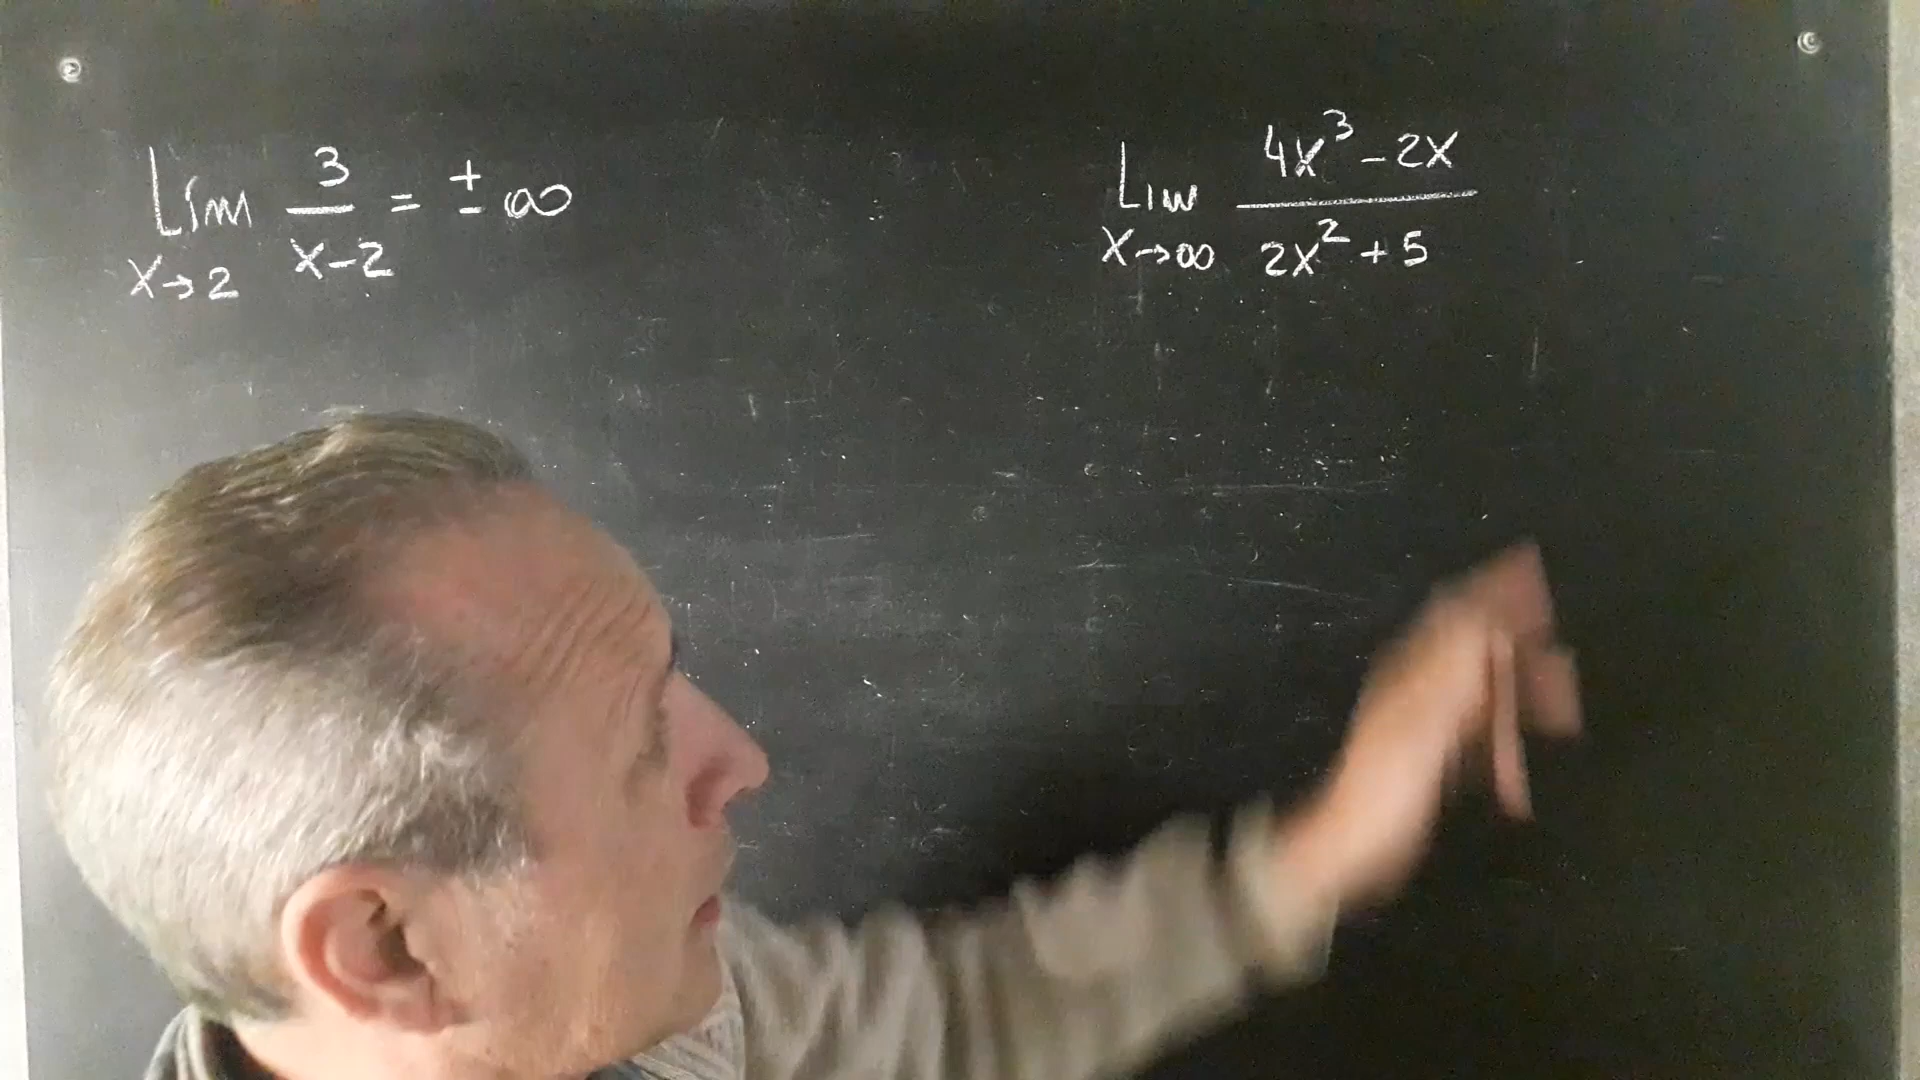 Lim 3/(x-2) = ± ∞
x→2
Lim (4x³-2x)/(2x²+5)
x→∞